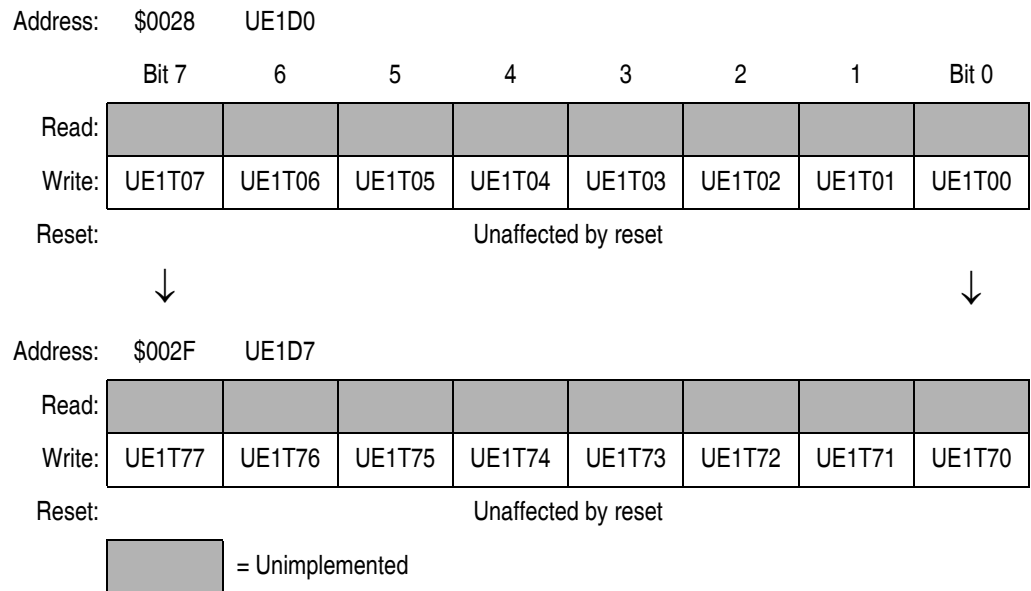 Address: $0028 UE1D0
Bit 7 6 5 4 3 2 1 Bit 0
Read:
Write: UE1T07 UE1T06 UE1T05 UE1T04 UE1T03 UE1T02 UE1T01 UE1T00
Reset: Unaffected by reset
↓ ↓
Address: $002F UE1D7
Read:
Write: UE1T77 UE1T76 UE1T75 UE1T74 UE1T73 UE1T72 UE1T71 UE1T70
Reset: Unaffected by reset
= Unimplemented